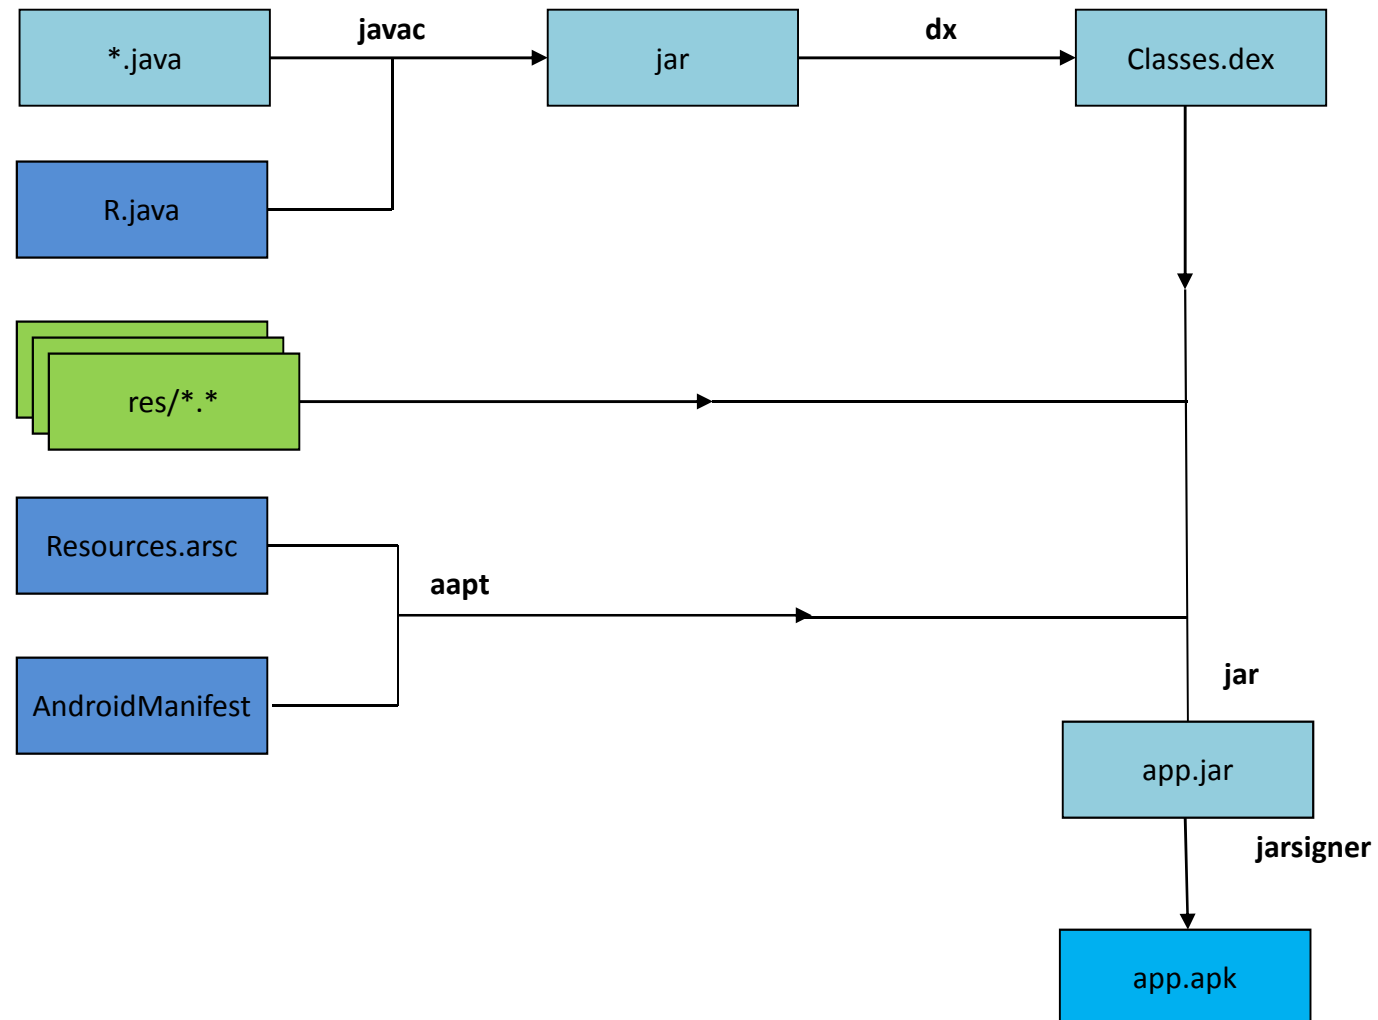 javac
dx
*.java
jar
Classes.dex
R.java
res/*.*
Resources.arsc
aapt
AndroidManifest
jar
app.jar
jarsigner
app.apk